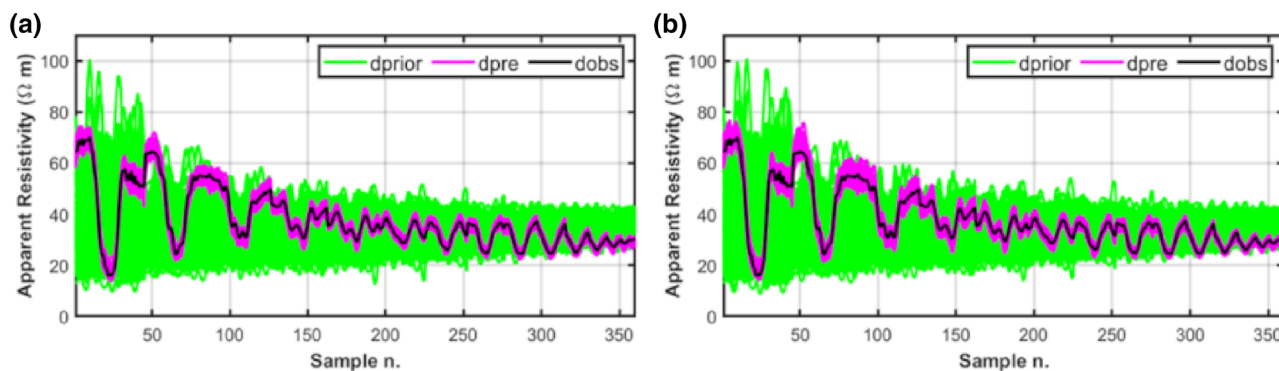 (a)
dprior dpre dobs
Apparent Resistivity (Ω m)
100
80
60
40
20
0
50 100 150 200 250 300 350
Sample n.
(b)
dprior dpre dobs
Apparent Resistivity (Ω m)
100
80
60
40
20
0
50 100 150 200 250 300 350
Sample n.